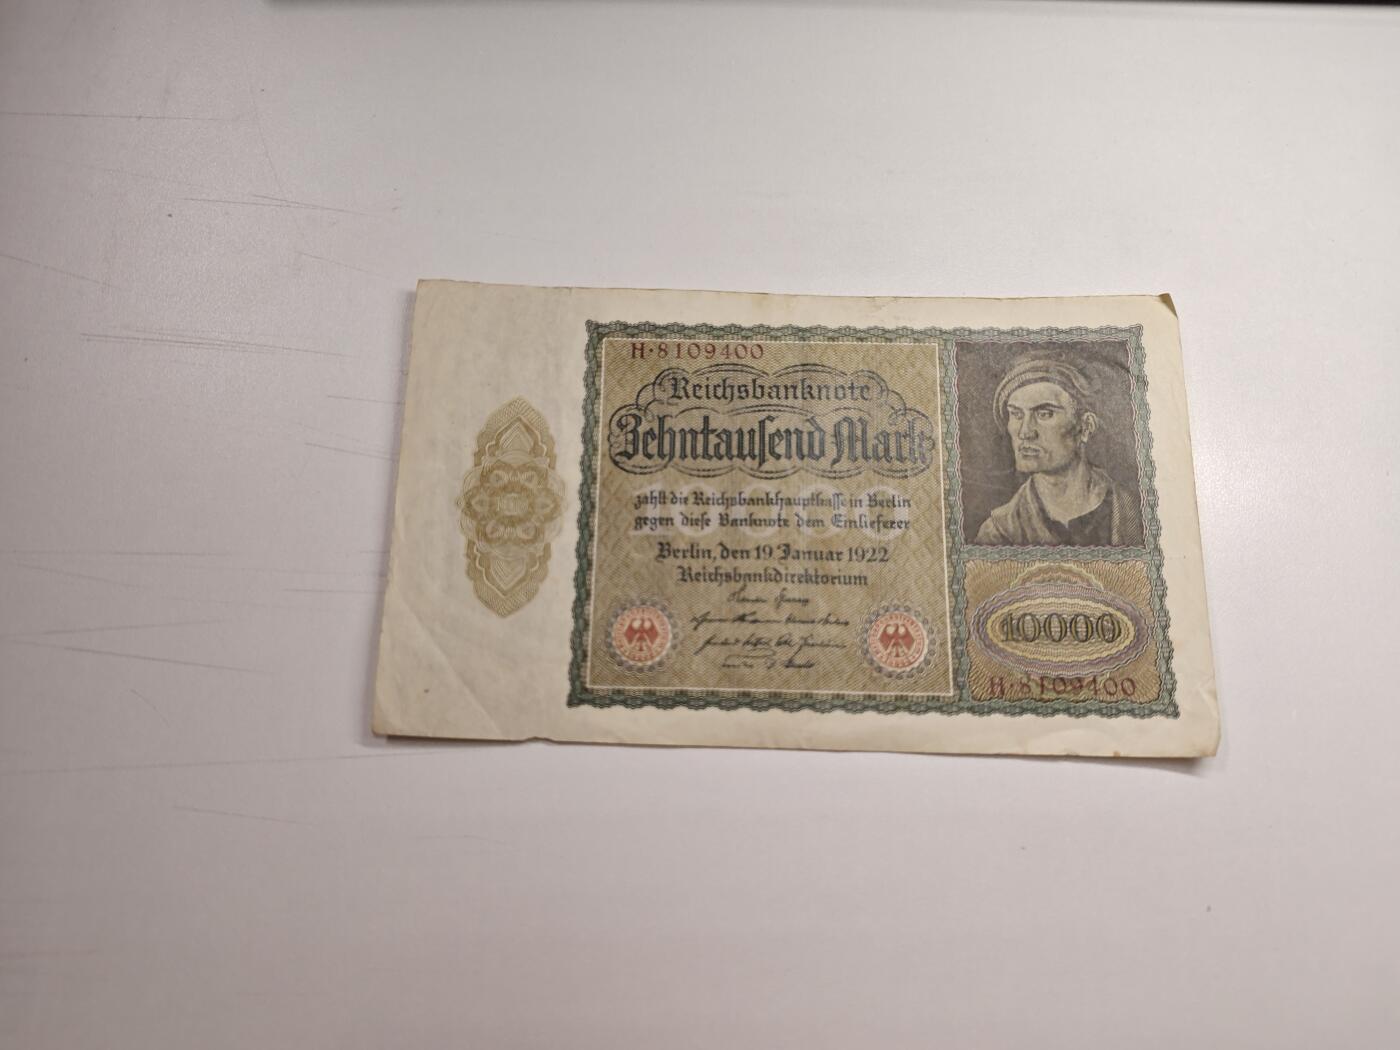 H·8109400
Reichsbanknote
Zehntauſend Mark
10000
zahlt die Reichsbankhauptkaſſe in Berlin
gegen dieſe Banknote dem Einlieferer
Berlin, den 19 Januar 1922
Reichsbankdirektorium
10000
H·8109400